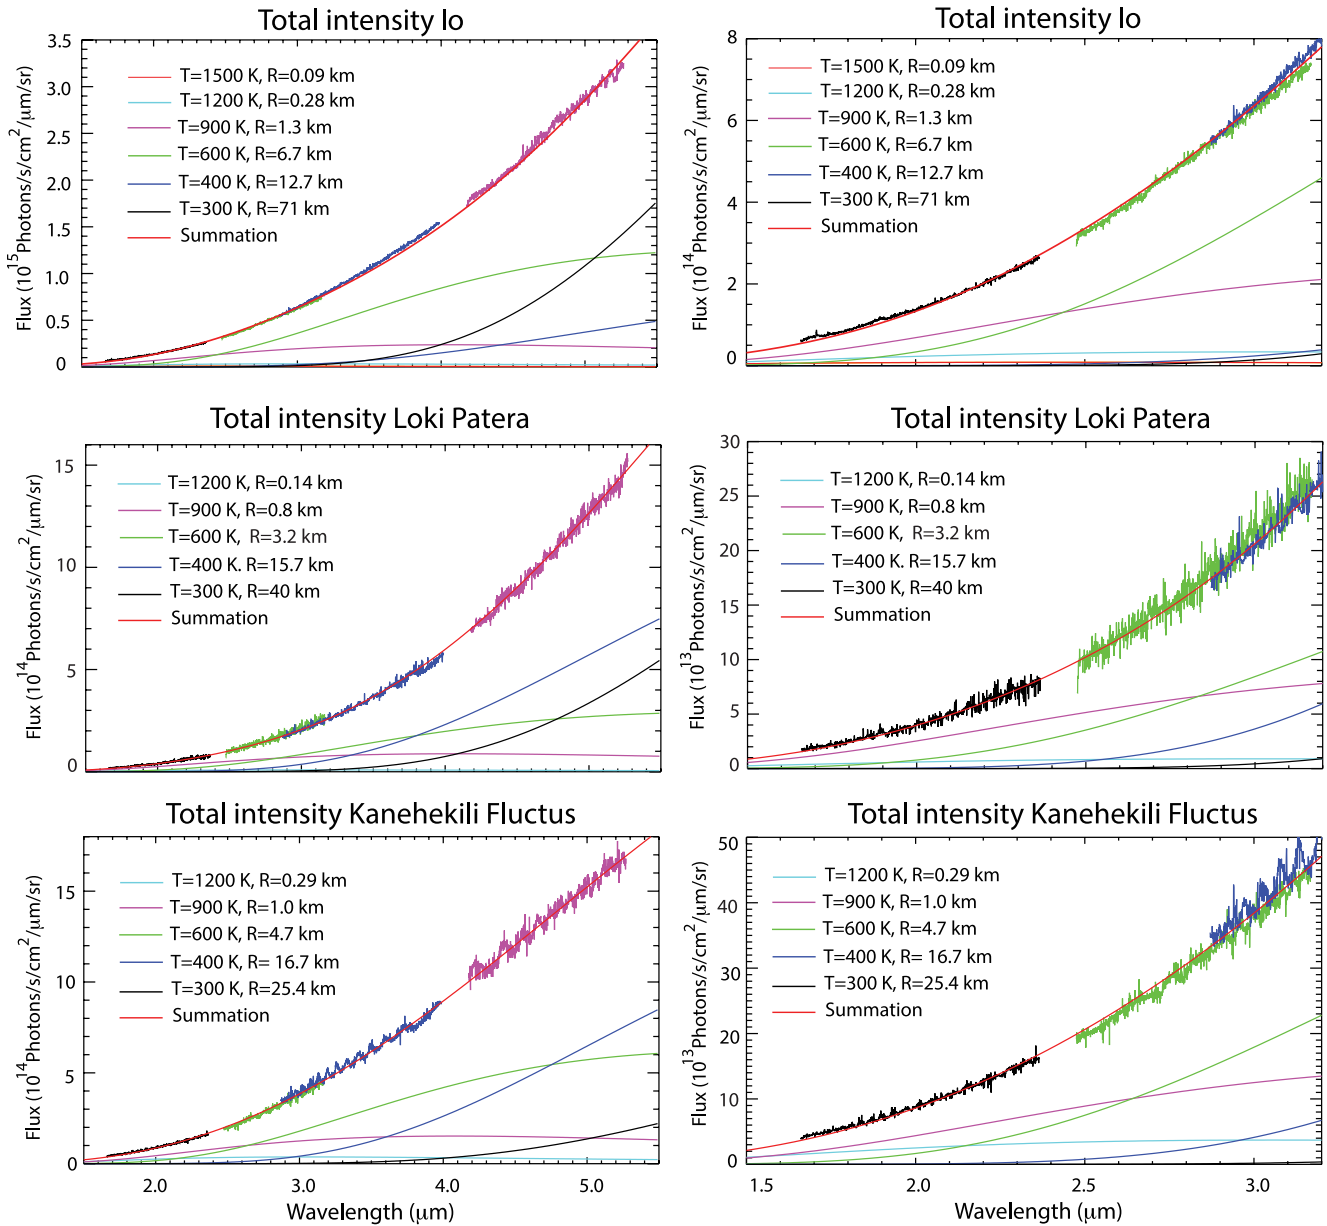 Total intensity Io
Flux (10^15 Photons/s/cm^2/μm/sr)
3.5
3.0
2.5
2.0
1.5
1.0
0.5
0
T=1500 K, R=0.09 km
T=1200 K, R=0.28 km
T=900 K, R=1.3 km
T=600 K, R=6.7 km
T=400 K, R=12.7 km
T=300 K, R=71 km
Summation
Total intensity Io
Flux (10^14 Photons/s/cm^2/μm/sr)
8
6
4
2
0
T=1500 K, R=0.09 km
T=1200 K, R=0.28 km
T=900 K, R=1.3 km
T=600 K, R=6.7 km
T=400 K, R=12.7 km
T=300 K, R=71 km
Summation
Total intensity Loki Patera
Flux (10^14 Photons/s/cm^2/μm/sr)
15
10
5
0
T=1200 K, R=0.14 km
T=900 K, R=0.8 km
T=600 K, R=3.2 km
T=400 K. R=15.7 km
T=300 K, R=40 km
Summation
Total intensity Loki Patera
Flux (10^13 Photons/s/cm^2/μm/sr)
30
25
20
15
10
5
0
T=1200 K, R=0.14 km
T=900 K, R=0.8 km
T=600 K, R=3.2 km
T=400 K. R=15.7 km
T=300 K, R=40 km
Summation
Total intensity Kanehekili Fluctus
Flux (10^14 Photons/s/cm^2/μm/sr)
15
10
5
0
T=1200 K, R=0.29 km
T=900 K, R=1.0 km
T=600 K, R=4.7 km
T=400 K, R= 16.7 km
T=300 K, R=25.4 km
Summation
2.0 3.0 4.0 5.0
Wavelength (μm)
Total intensity Kanehekili Fluctus
Flux (10^13 Photons/s/cm^2/μm/sr)
50
40
30
20
10
0
T=1200 K, R=0.29 km
T=900 K, R=1.0 km
T=600 K, R=4.7 km
T=400 K, R= 16.7 km
T=300 K, R=25.4 km
Summation
1.5 2.0 2.5 3.0
Wavelength (μm)